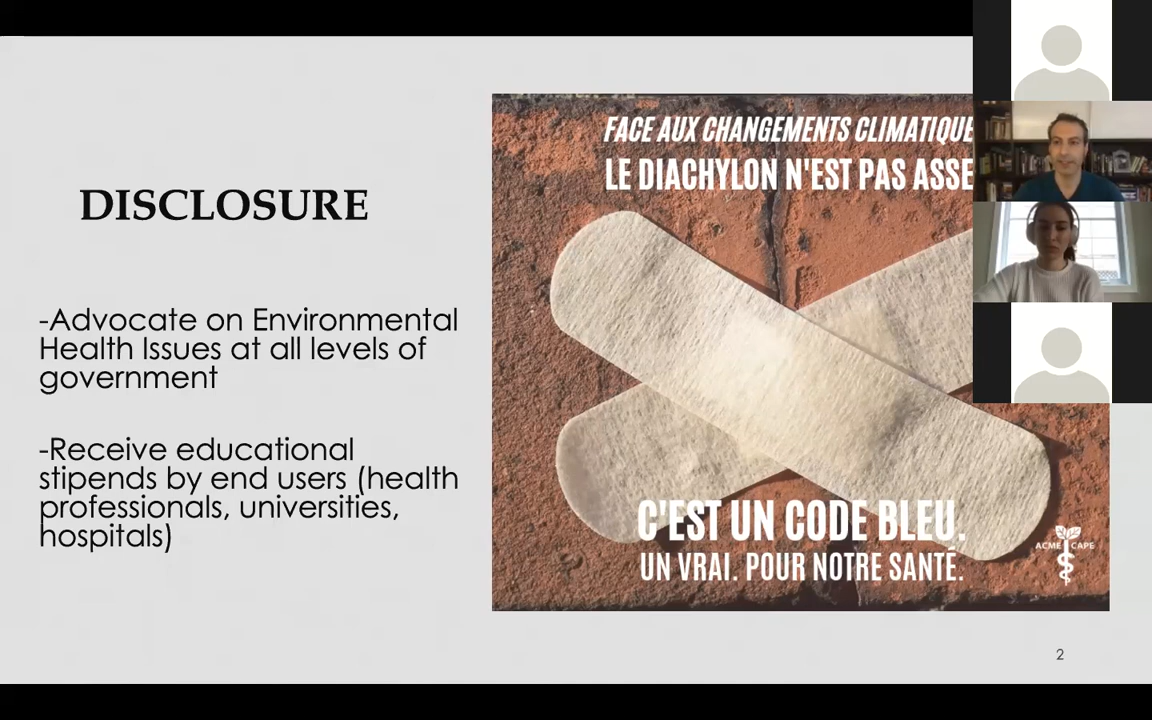 DISCLOSURE
-Advocate on Environmental
Health Issues at all levels of
government
-Receive educational
stipends by end users (health
professionals, universities,
hospitals)
FACE AUX CHANGEMENTS CLIMATIQUE
LE DIACHYLON N'EST PAS ASSE
C'EST UN CODE BLEU.
UN VRAI. POUR NOTRE SANTÉ.
ACME CAPE
2